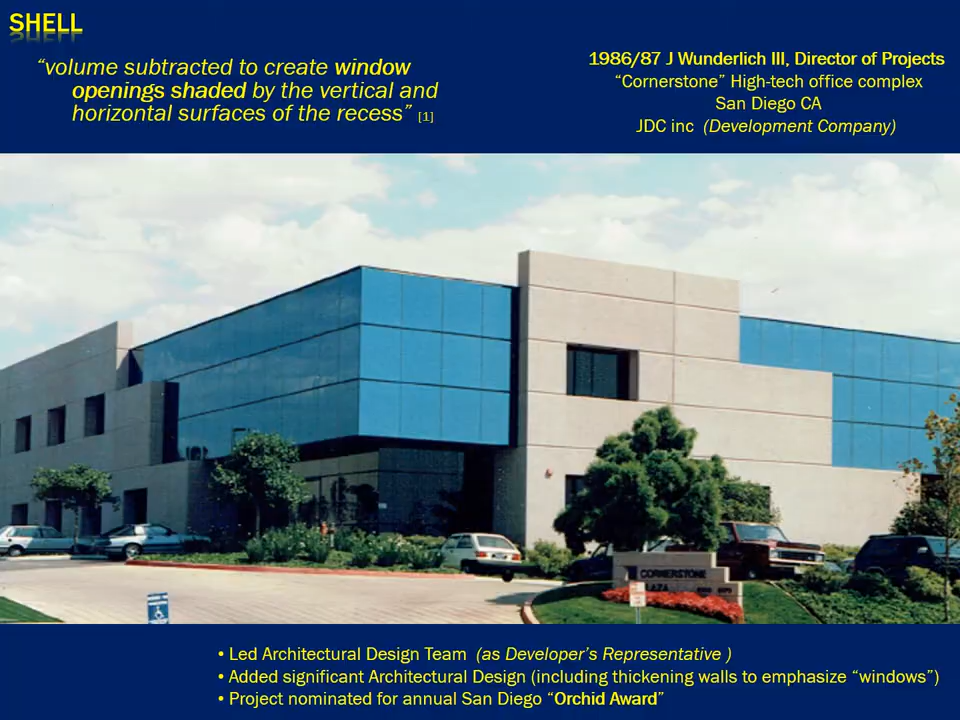 SHELL
“volume subtracted to create window
openings shaded by the vertical and
horizontal surfaces of the recess” [1]
1986/87 J Wunderlich III, Director of Projects
“Cornerstone” High-tech office complex
San Diego CA
JDC inc (Development Company)
CORNERSTONE
PLAZA
• Led Architectural Design Team (as Developer’s Representative )
• Added significant Architectural Design (including thickening walls to emphasize “windows”)
• Project nominated for annual San Diego “Orchid Award”